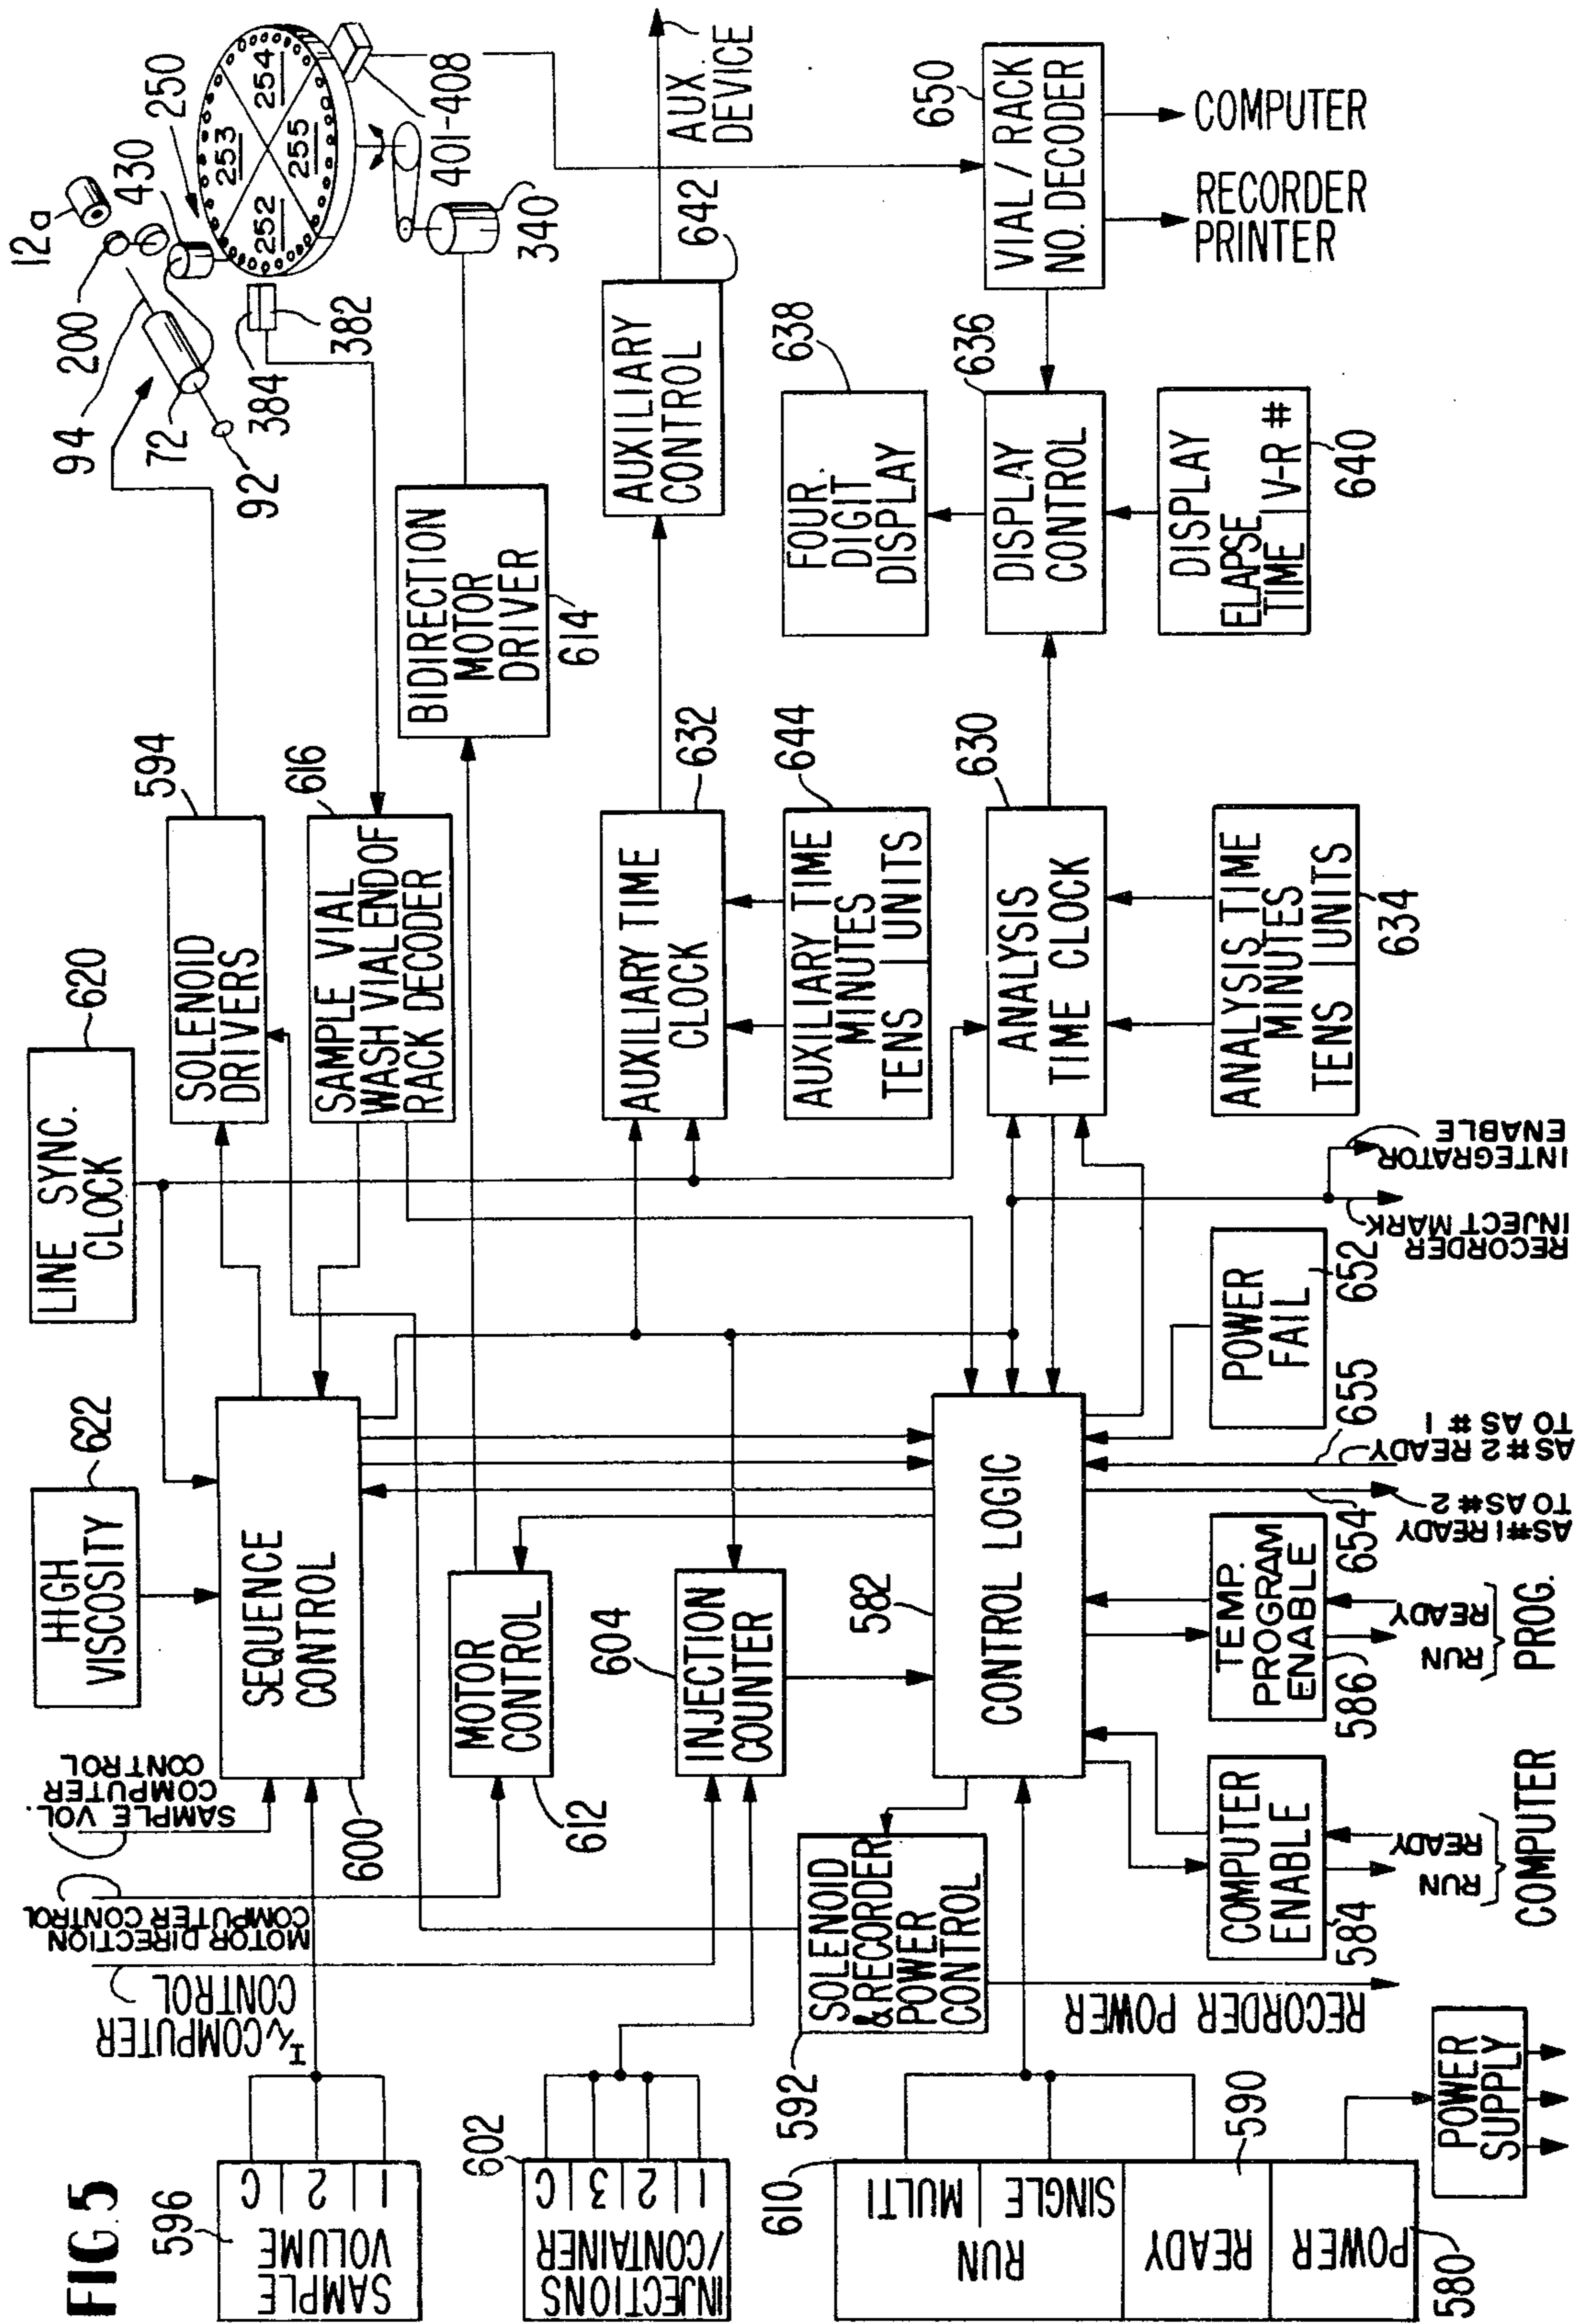 FIG. 5
596
SAMPLE
VOLUME
C
2
1
602
INJECTIONS
/CONTAINER
C
3
2
1
610
RUN
MULTI
SINGLE
READY
590
POWER
580
POWER
SUPPLY
I/V COMPUTER
CONTROL
MOTOR DIRECTION
COMPUTER CONTROL
SAMPLE VOL.
COMPUTER
CONTROL
592
SOLENOID
&RECORDER
POWER
CONTROL
RECORDER POWER
HIGH
VISCOSITY
622
SEQUENCE
CONTROL
600
MOTOR
CONTROL
612
604
INJECTION
COUNTER
582
CONTROL LOGIC
COMPUTER
ENABLE
584
RUN
READY
COMPUTER
TEMP.
PROGRAM
ENABLE
586
RUN
READY
PROG.
654
AS#1 READY
TO AS#2
655
AS#2 READY
TO AS#1
POWER
FAIL
652
RECORDER
INJECT MARK
INTEGRATOR
ENABLE
LINE SYNC.
CLOCK
620
SOLENOID
DRIVERS
594
SAMPLE VIAL
WASH VIAL END OF
RACK DECODER
616
BIDIRECTION
MOTOR
DRIVER
614
AUXILIARY TIME
CLOCK
632
AUXILIARY TIME
MINUTES
TENS UNITS
644
ANALYSIS
TIME CLOCK
630
ANALYSIS TIME
MINUTES
TENS UNITS
634
AUXILIARY
CONTROL
642
AUX.
DEVICE
FOUR
DIGIT
DISPLAY
638
DISPLAY
CONTROL
636
DISPLAY
ELAPSE
TIME V-R #
640
VIAL / RACK
NO. DECODER
650
RECORDER
PRINTER
COMPUTER
94
72
92
200
12a
430
250
384
382
252
253
254
255
340
401-408